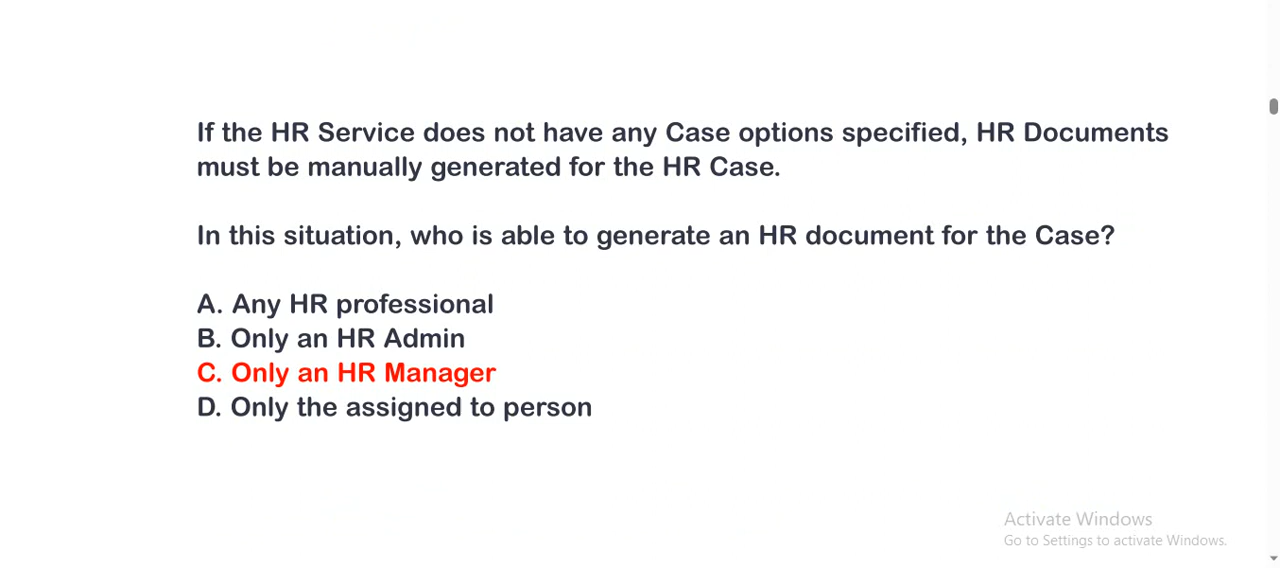 If the HR Service does not have any Case options specified, HR Documents
must be manually generated for the HR Case.
In this situation, who is able to generate an HR document for the Case?
A. Any HR professional
B. Only an HR Admin
C. Only an HR Manager
D. Only the assigned to person
Activate Windows
Go to Settings to activate Windows.